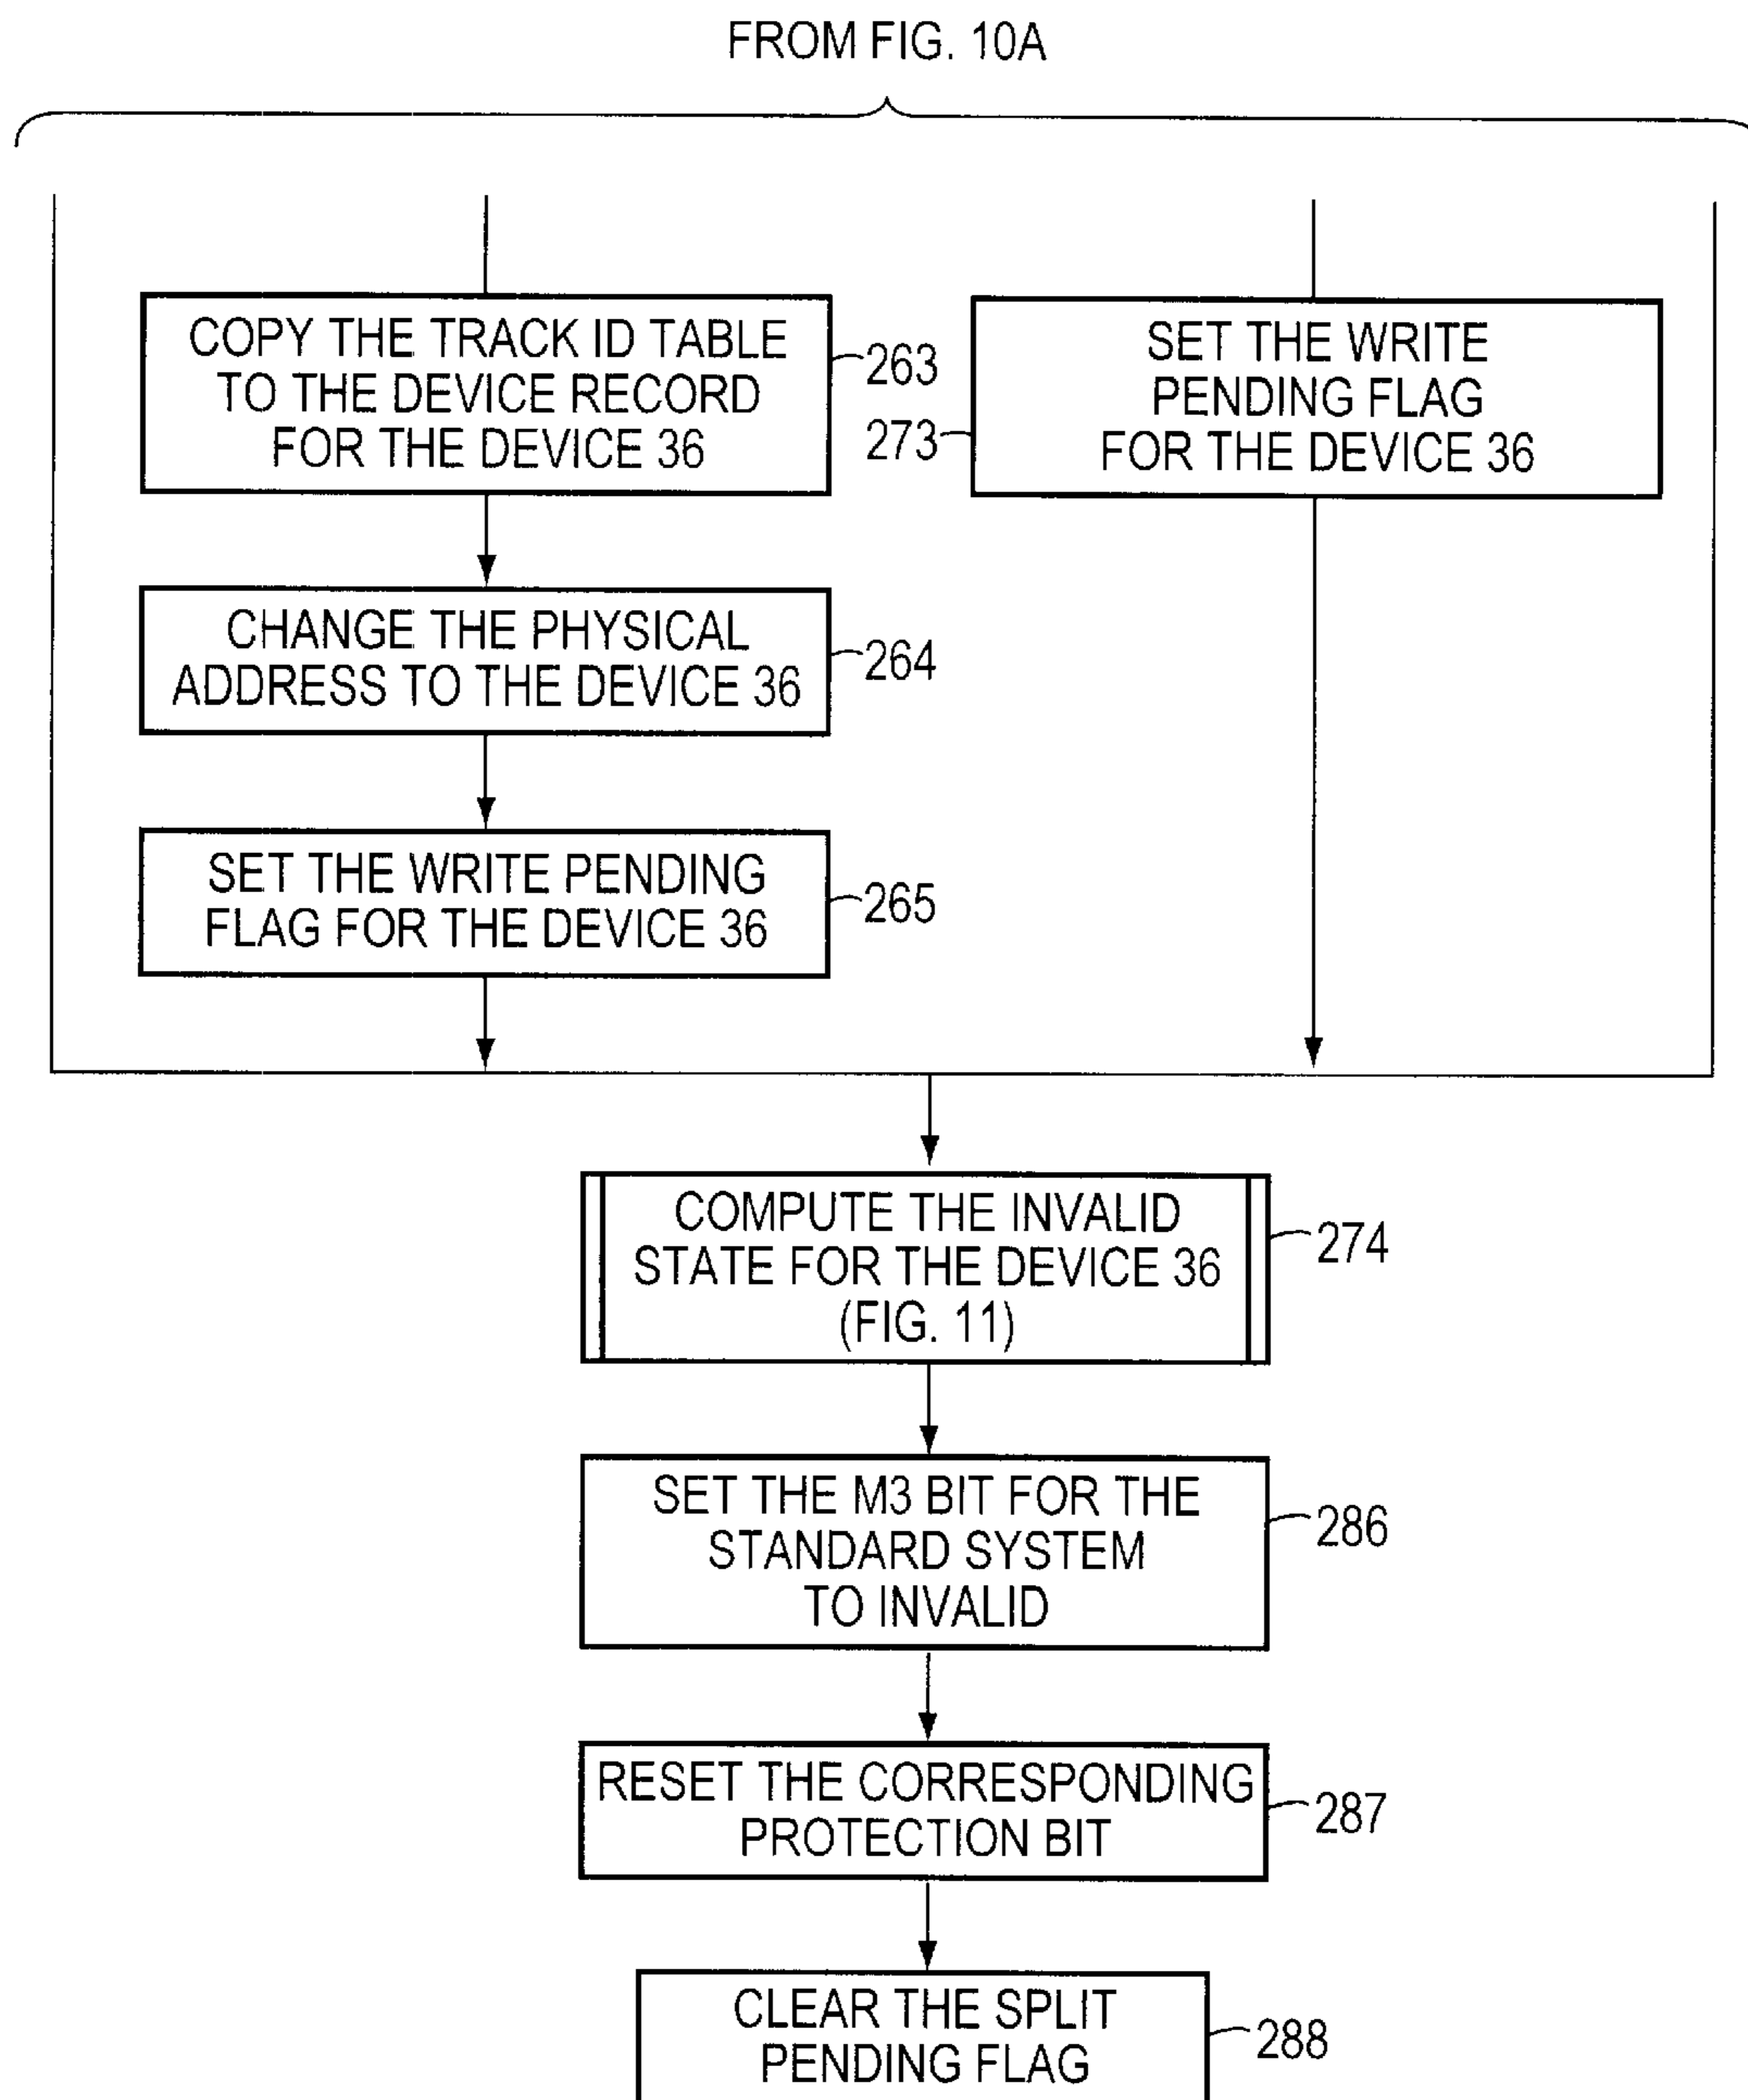 FROM FIG. 10A
COPY THE TRACK ID TABLE
TO THE DEVICE RECORD
FOR THE DEVICE 36
263
SET THE WRITE
PENDING FLAG
FOR THE DEVICE 36
273
CHANGE THE PHYSICAL
ADDRESS TO THE DEVICE 36
264
SET THE WRITE PENDING
FLAG FOR THE DEVICE 36
265
COMPUTE THE INVALID
STATE FOR THE DEVICE 36
(FIG. 11)
274
SET THE M3 BIT FOR THE
STANDARD SYSTEM
TO INVALID
286
RESET THE CORRESPONDING
PROTECTION BIT
287
CLEAR THE SPLIT
PENDING FLAG
288